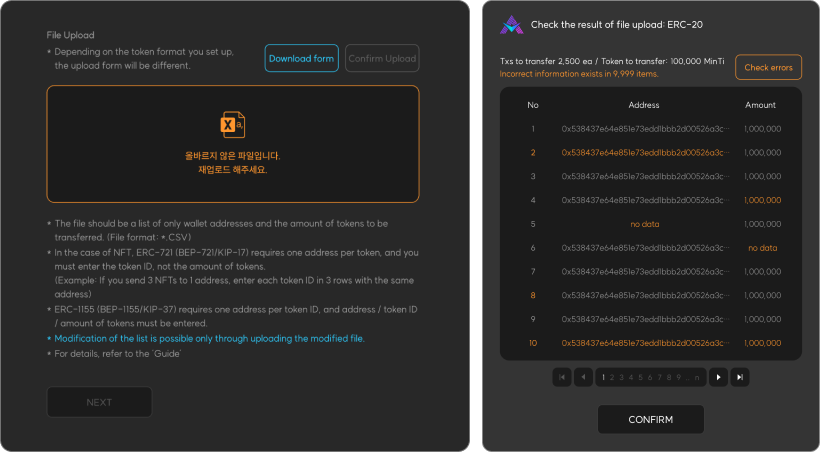 File Upload
* Depending on the token format you set up,
the upload form will be different.
Download form
Confirm Upload
X a,
올바르지 않은 파일입니다.
재업로드 해주세요.
* The file should be a list of only wallet addresses and the amount of tokens to be
transferred. (File format: *.CSV)
* In the case of NFT, ERC-721 (BEP-721/KIP-17) requires one address per token, and you
must enter the token ID, not the amount of tokens.
(Example: If you send 3 NFTs to 1 address, enter each token ID in 3 rows with the same
address)
* ERC-1155 (BEP-1155/KIP-37) requires one address per token ID, and address / token ID
/ amount of tokens must be entered.
* Modification of the list is possible only through uploading the modified file.
* For details, refer to the 'Guide'
NEXT
Check the result of file upload: ERC-20
Txs to transfer 2,500 ea / Token to transfer: 100,000 MinTi
Incorrect information exists in 9,999 items.
Check errors
No Address Amount
1 0x538437e64e851e73edd1bbb2d00526a3c··· 1,000,000
2 0x538437e64e851e73edd1bbb2d00526a3c··· 1,000,000
3 0x538437e64e851e73edd1bbb2d00526a3c··· 1,000,000
4 0x538437e64e851e73edd1bbb2d00526a3c··· 1,000,000
5 no data 1,000,000
6 0x538437e64e851e73edd1bbb2d00526a3c··· no data
7 0x538437e64e851e73edd1bbb2d00526a3c··· 1,000,000
8 0x538437e64e851e73edd1bbb2d00526a3c··· 1,000,000
9 0x538437e64e851e73edd1bbb2d00526a3c··· 1,000,000
10 0x538437e64e851e73edd1bbb2d00526a3c··· 1,000,000
1 2 3 4 5 6 7 8 9 ... n
CONFIRM